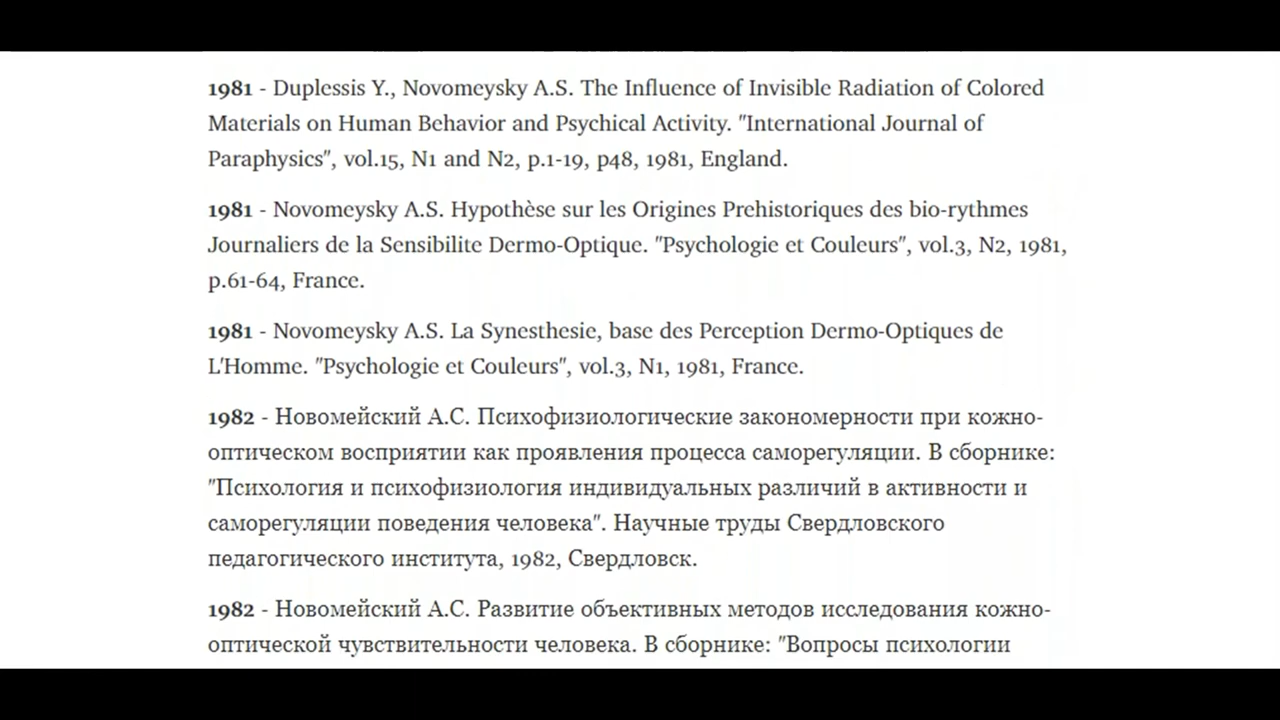 1981 - Duplessis Y., Novomeysky A.S. The Influence of Invisible Radiation of Colored
Materials on Human Behavior and Psychical Activity. "International Journal of
Paraphysics", vol.15, N1 and N2, p.1-19, p48, 1981, England.
1981 - Novomeysky A.S. Hypothèse sur les Origines Prehistoriques des bio-rythmes
Journaliers de la Sensibilite Dermo-Optique. "Psychologie et Couleurs", vol.3, N2, 1981,
p.61-64, France.
1981 - Novomeysky A.S. La Synesthesie, base des Perception Dermo-Optiques de
L'Homme. "Psychologie et Couleurs", vol.3, N1, 1981, France.
1982 - Новомейский А.С. Психофизиологические закономерности при кожно-
оптическом восприятии как проявления процесса саморегуляции. В сборнике:
"Психология и психофизиология индивидуальных различий в активности и
саморегуляции поведения человека". Научные труды Свердловского
педагогического института, 1982, Свердловск.
1982 - Новомейский А.С. Развитие объективных методов исследования кожно-
оптической чувствительности человека. В сборнике: "Вопросы психологии